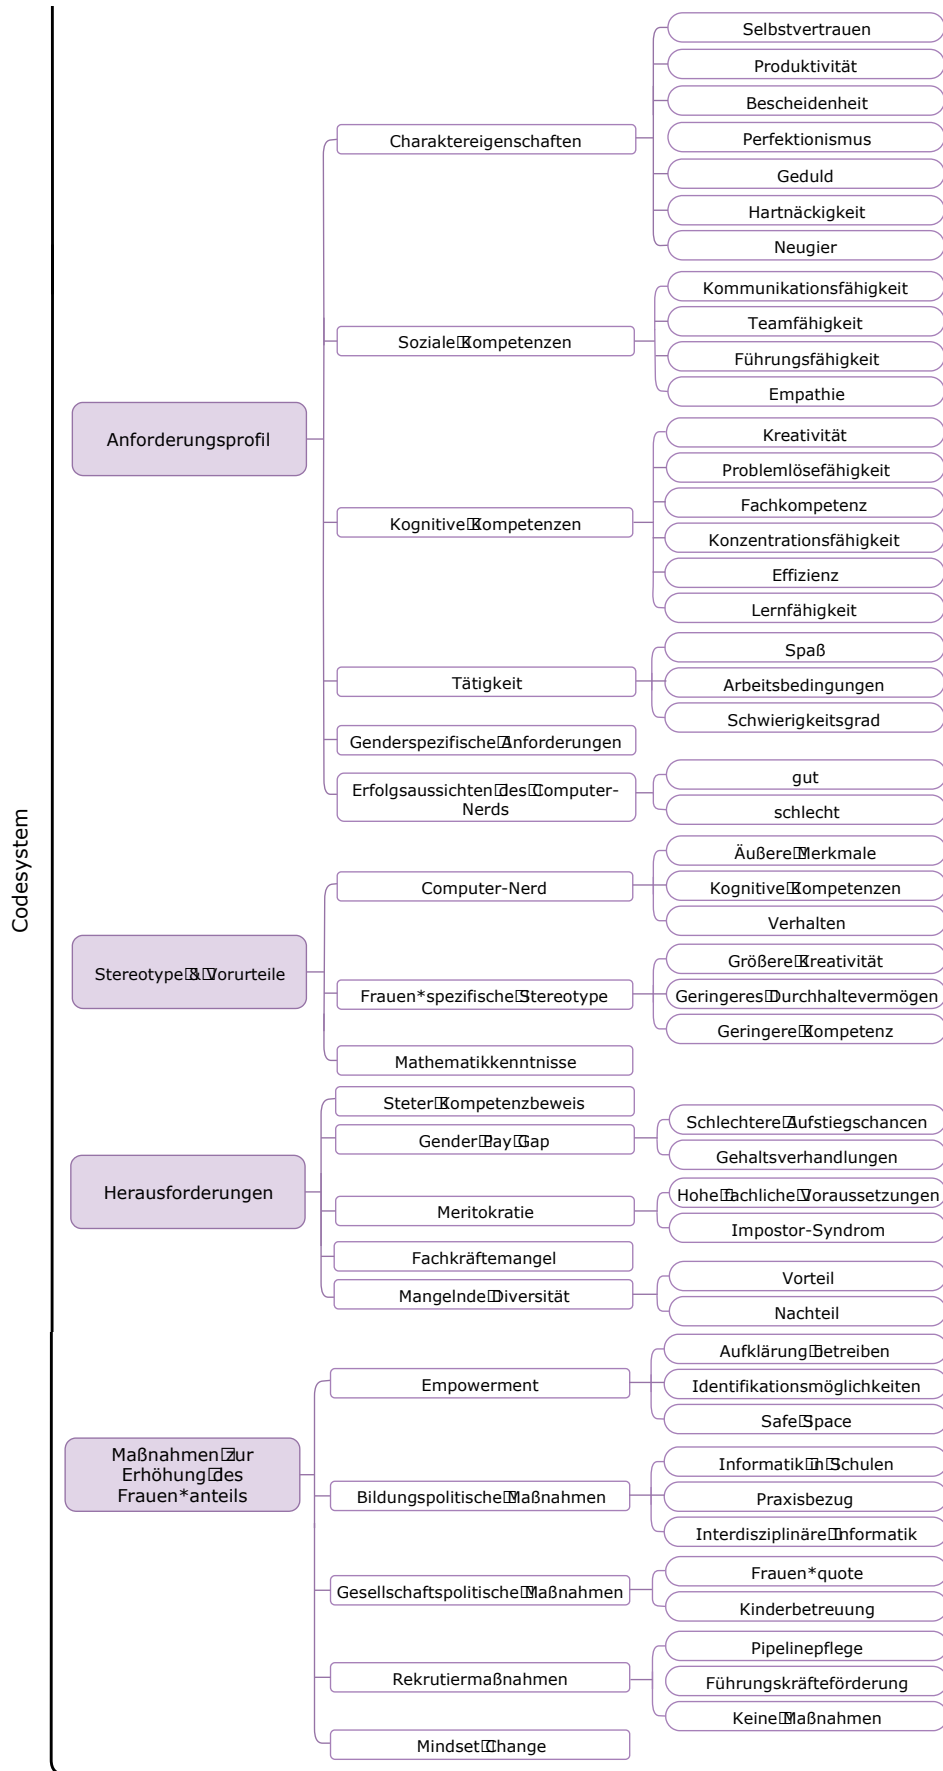 Codesystem
Anforderungsprofil
Charaktereigenschaften
Selbstvertrauen
Produktivität
Bescheidenheit
Perfektionismus
Geduld
Hartnäckigkeit
Neugier
Soziale Kompetenzen
Kommunikationsfähigkeit
Teamfähigkeit
Führungsfähigkeit
Empathie
Kognitive Kompetenzen
Kreativität
Problemlösefähigkeit
Fachkompetenz
Konzentrationsfähigkeit
Effizienz
Lernfähigkeit
Tätigkeit
Spaß
Arbeitsbedingungen
Schwierigkeitsgrad
Genderspezifische Anforderungen
Erfolgsaussichten des Computer-
Nerds
gut
schlecht
Stereotype & Vorurteile
Computer-Nerd
Äußere Merkmale
Kognitive Kompetenzen
Verhalten
Frauen*spezifische Stereotype
Größere Kreativität
Geringeres Durchhaltevermögen
Geringere Kompetenz
Mathematikkenntnisse
Herausforderungen
Steter Kompetenzbeweis
Gender Pay Gap
Schlechtere Aufstiegschancen
Gehaltsverhandlungen
Meritokratie
Hohe fachliche Voraussetzungen
Impostor-Syndrom
Fachkräftemangel
Mangelnde Diversität
Vorteil
Nachteil
Maßnahmen zur
Erhöhung des
Frauen*anteils
Empowerment
Aufklärung betreiben
Identifikationsmöglichkeiten
Safe Space
Bildungspolitische Maßnahmen
Informatik in Schulen
Praxisbezug
Interdisziplinäre Informatik
Gesellschaftspolitische Maßnahmen
Frauen*quote
Kinderbetreuung
Rekrutiermaßnahmen
Pipelinepflege
Führungskräfteförderung
Keine Maßnahmen
Mindset Change